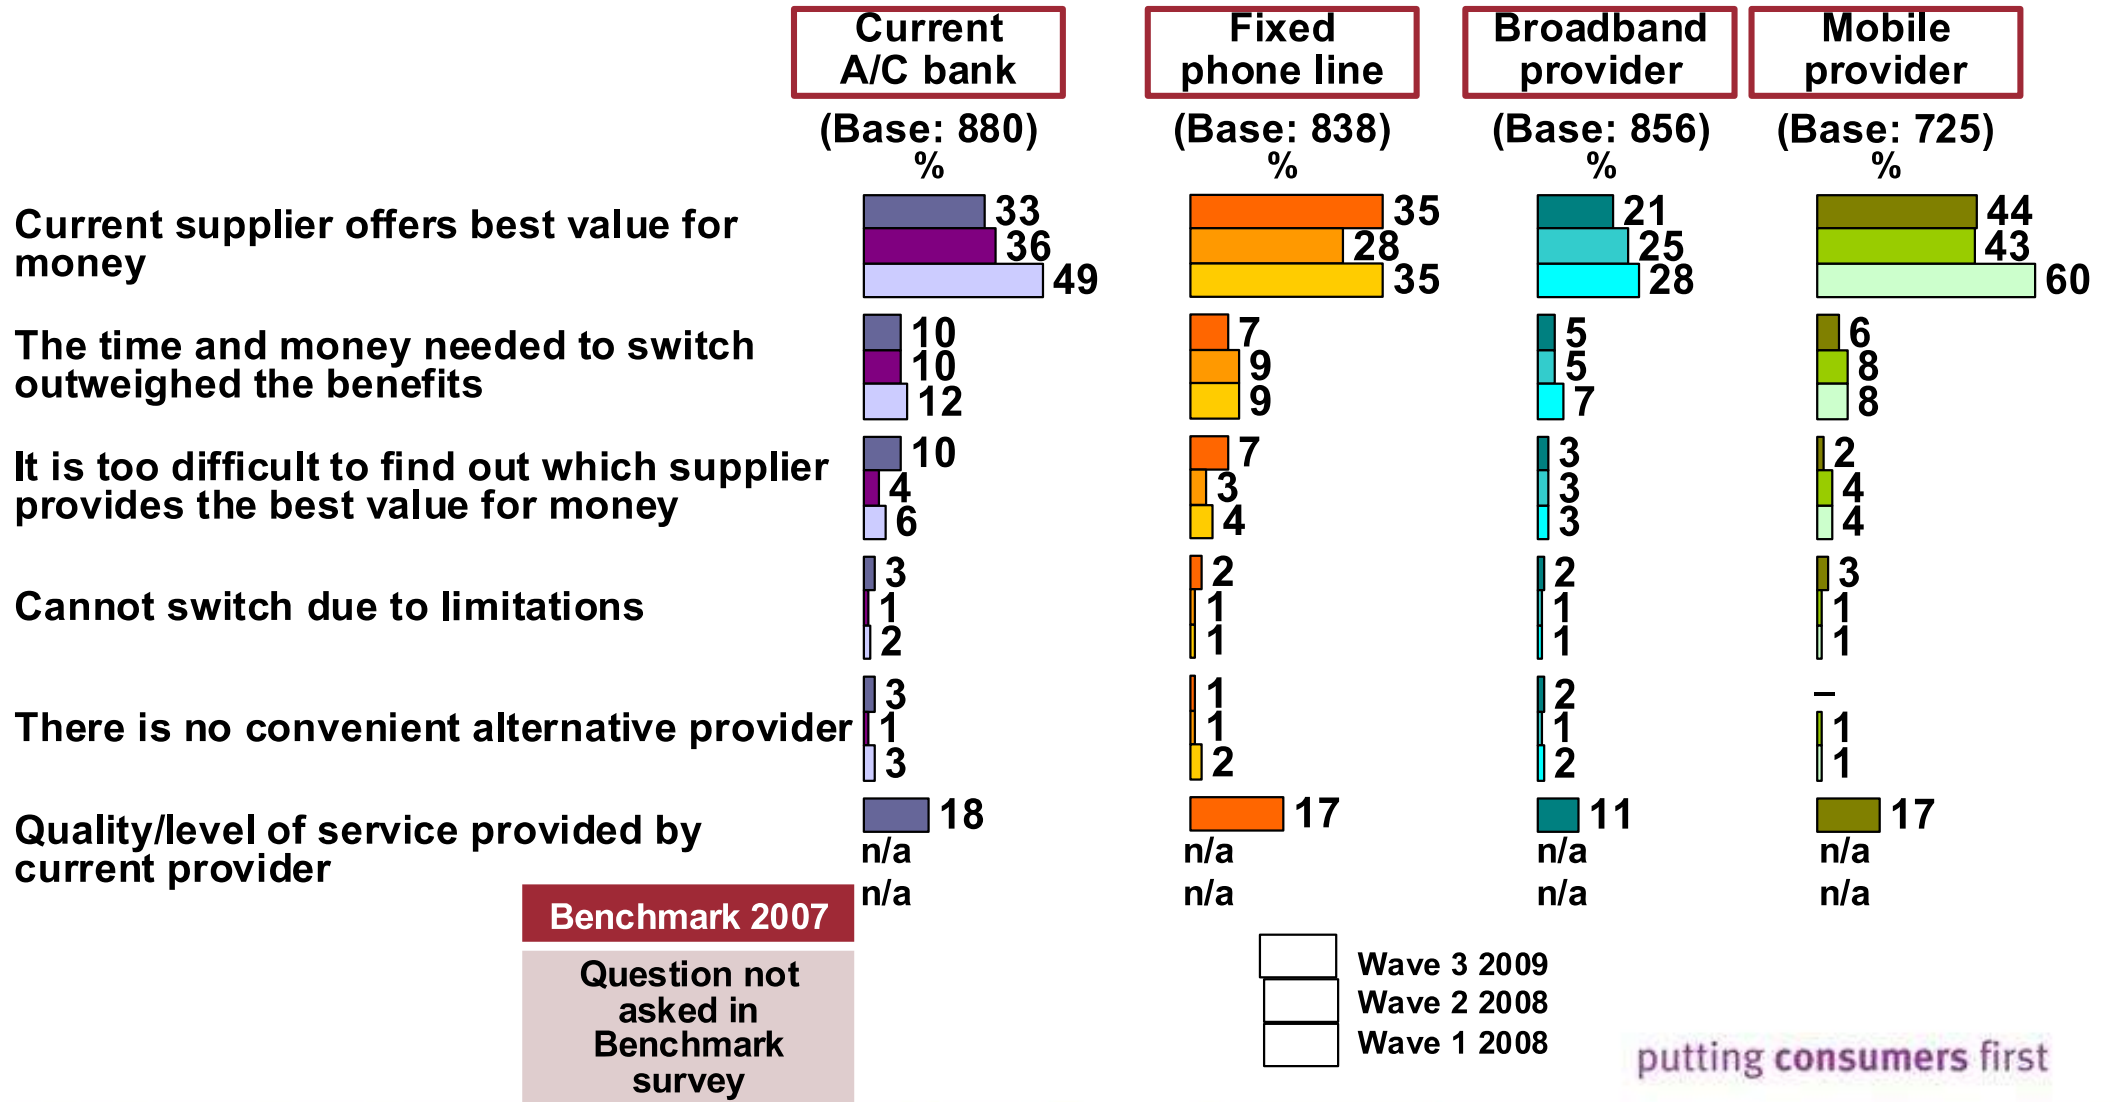 Current
A/C bank
Fixed
phone line
Broadband
provider
Mobile
provider
(Base: 880)
(Base: 838)
(Base: 856)
(Base: 725)
%
%
%
%
Current supplier offers best value for
money
33
36
49
35
28
35
21
25
28
44
43
60
The time and money needed to switch
outweighed the benefits
10
10
12
7
9
9
5
5
7
6
8
8
It is too difficult to find out which supplier
provides the best value for money
10
4
6
7
3
4
3
3
3
2
4
4
Cannot switch due to limitations
3
1
2
2
1
1
2
1
1
3
1
1
There is no convenient alternative provider
3
1
3
1
1
2
2
1
2
–
1
1
Quality/level of service provided by
current provider
18
n/a
n/a
17
n/a
n/a
11
n/a
n/a
17
n/a
n/a
Benchmark 2007
Question not
asked in
Benchmark
survey
Wave 3 2009
Wave 2 2008
Wave 1 2008
putting consumers first